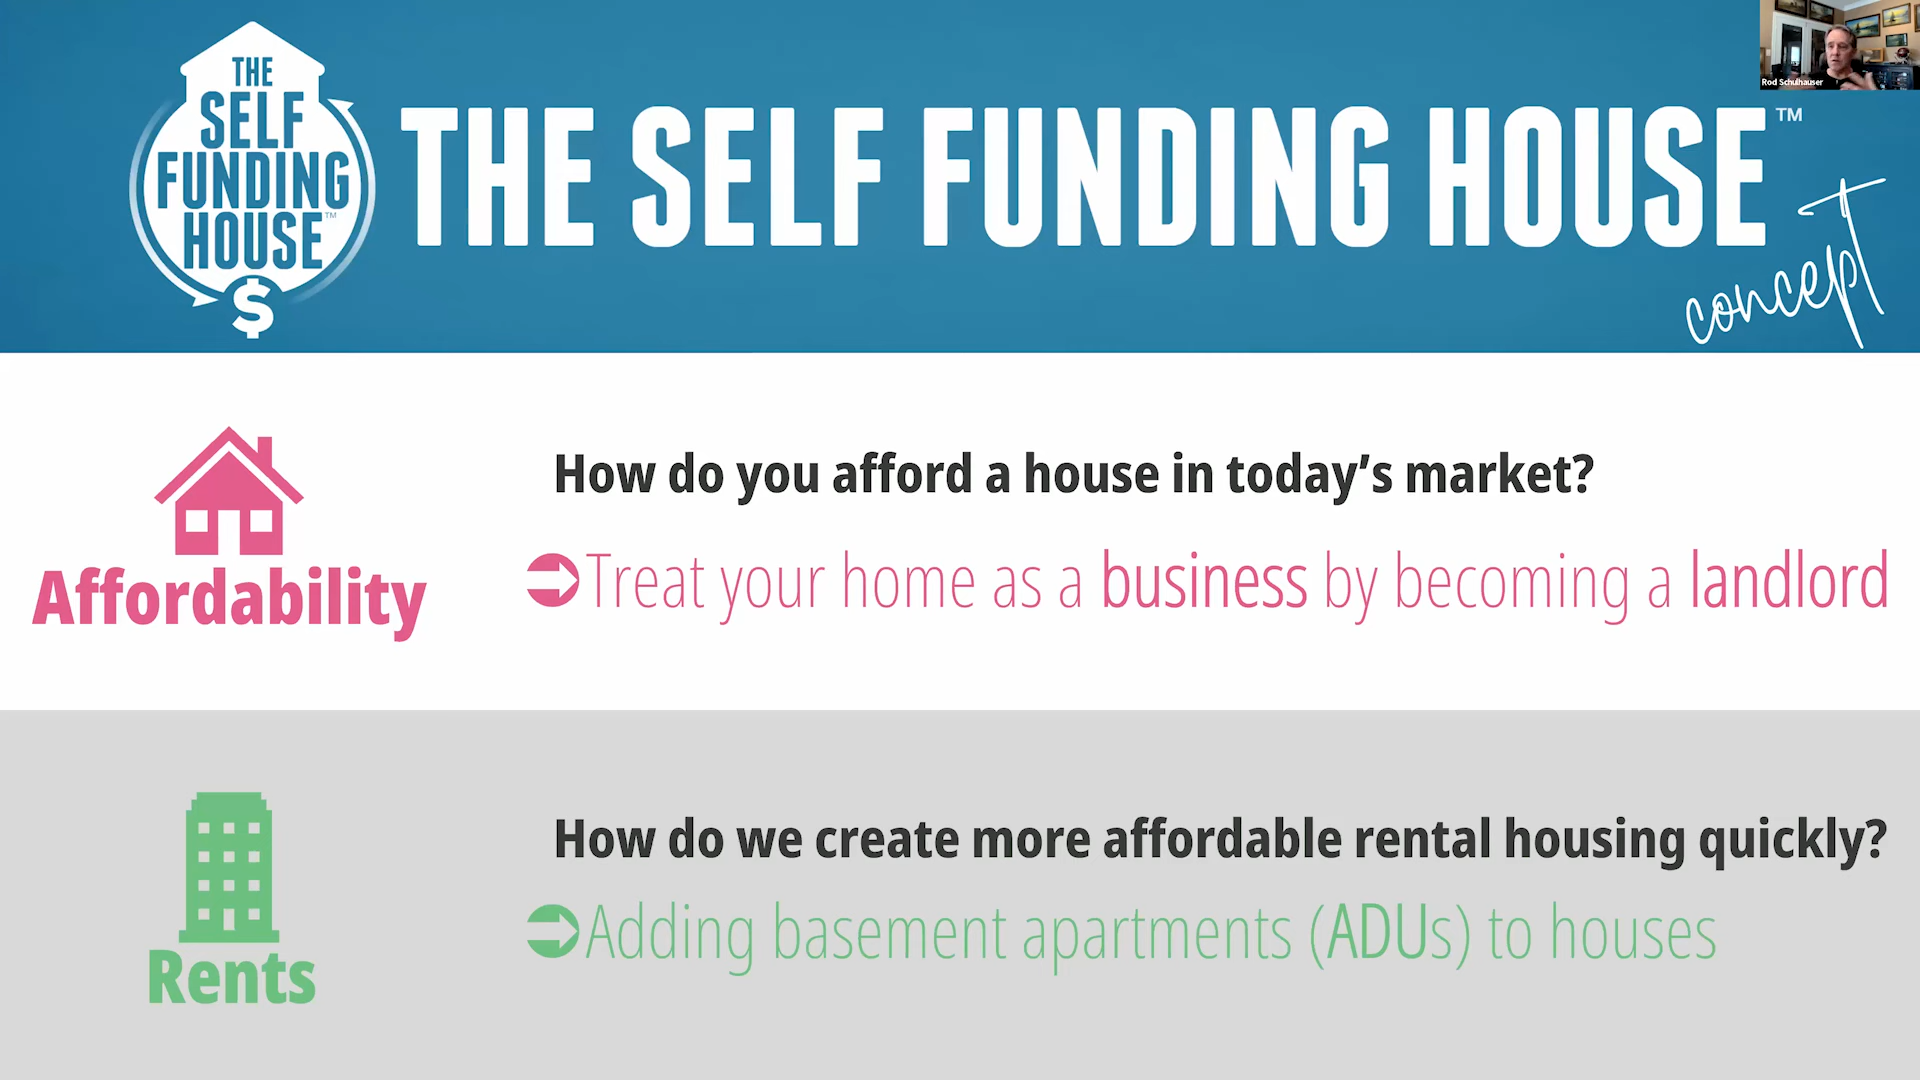 THE
SELF
FUNDING
HOUSE™
$
THE SELF FUNDING HOUSE™
concept
Rod Schulhauser
Affordability
How do you afford a house in today’s market?
➲Treat your home as a business by becoming a landlord
Rents
How do we create more affordable rental housing quickly?
➲Adding basement apartments (ADUs) to houses